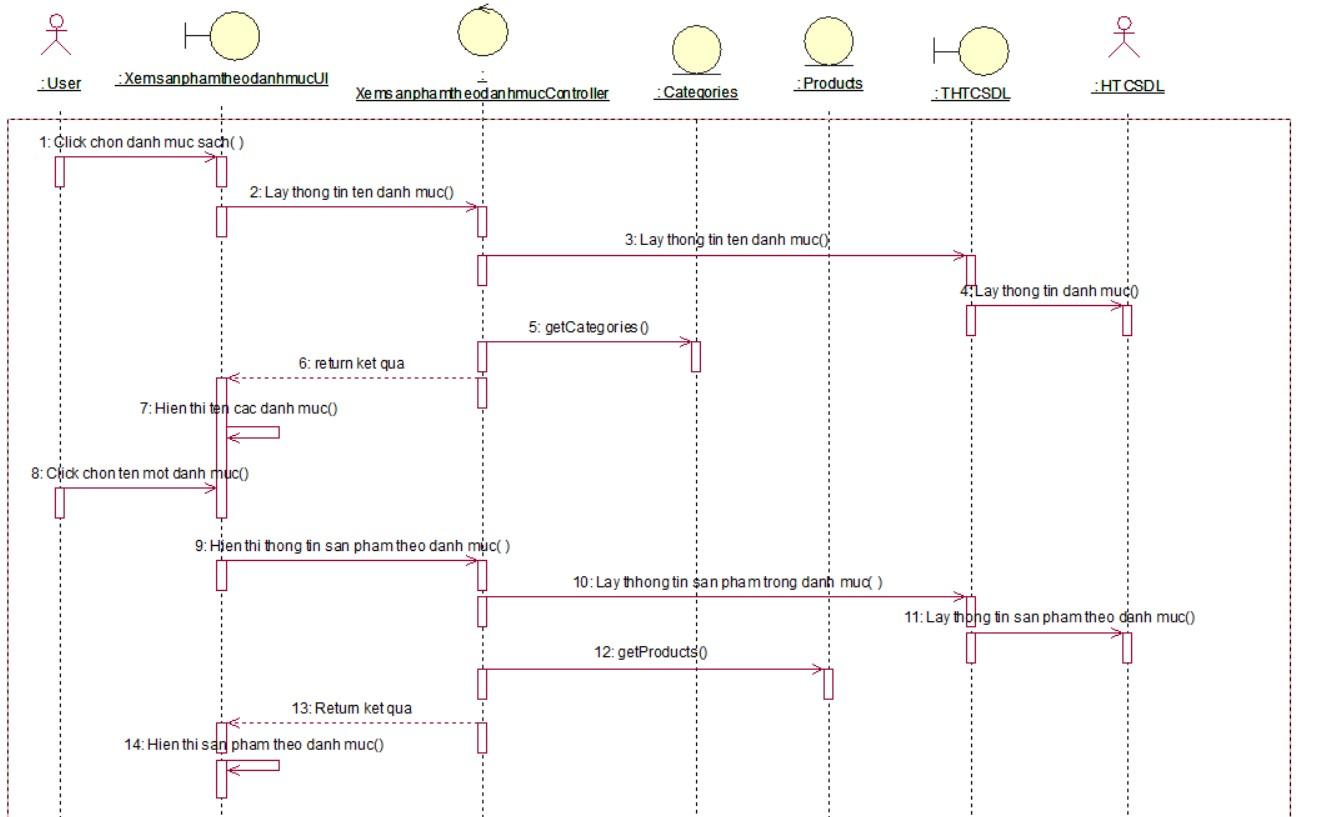 : User
: XemsanphamtheodanhmucUI
:
XemsanphamtheodanhmucController
: Categories
: Products
: THTCSDL
: HTCSDL
1: Click chon danh muc sach( )
2: Lay thong tin ten danh muc()
3: Lay thong tin ten danh muc()
4: Lay thong tin danh muc()
5: getCategories()
6: return ket qua
7: Hien thi ten cac danh muc()
8: Click chon ten mot danh muc()
9: Hien thi thong tin san pham theo danh muc( )
10: Lay thhong tin san pham trong danh muc( )
11: Lay thong tin san pham theo danh muc()
12: getProducts()
13: Return ket qua
14: Hien thi san pham theo danh muc()